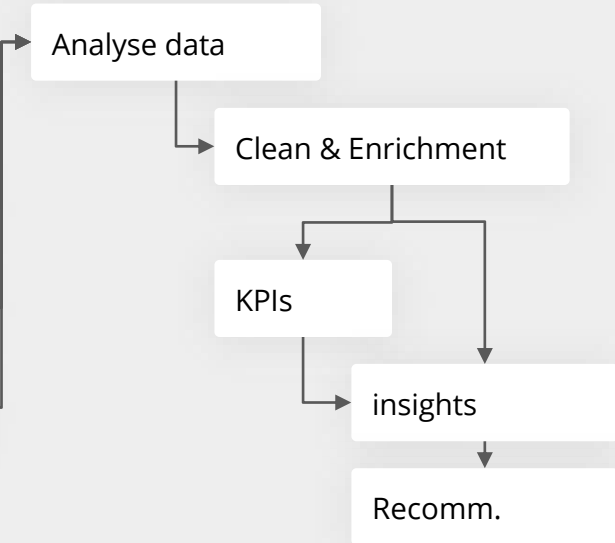 Analyse data
Clean & Enrichment
KPIs
insights
Recomm.